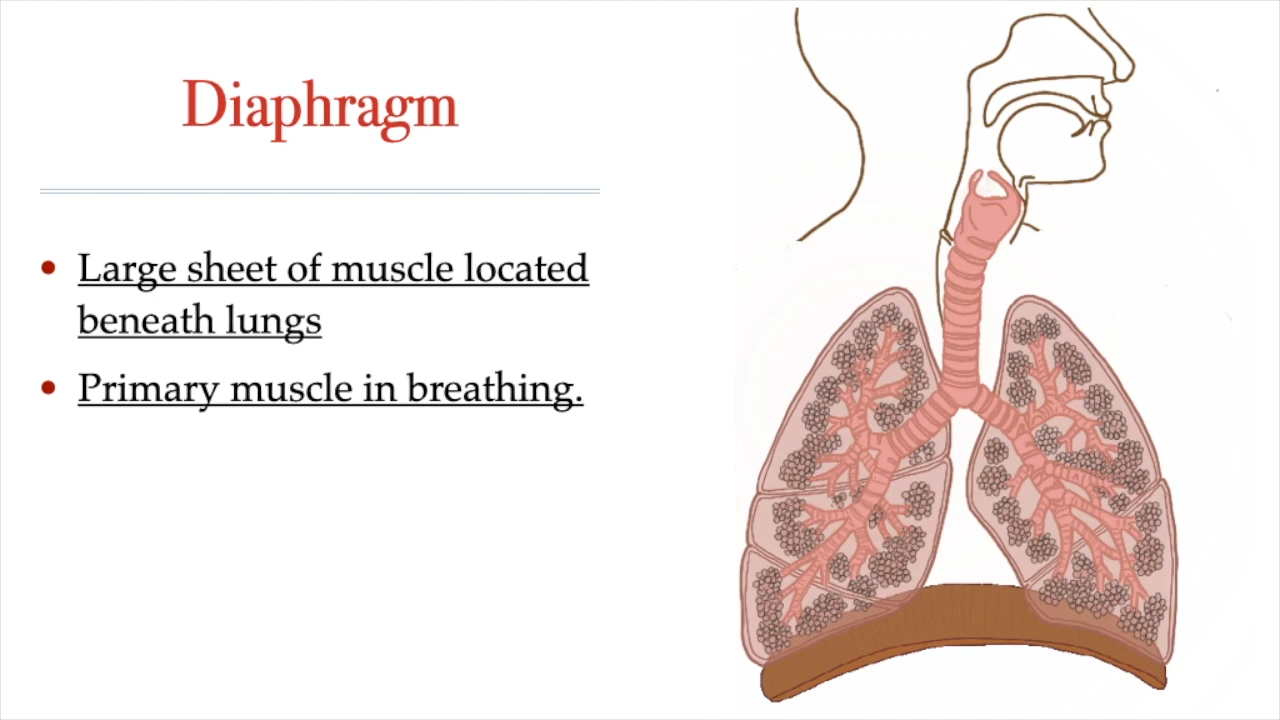 Diaphragm
• Large sheet of muscle located
beneath lungs
• Primary muscle in breathing.